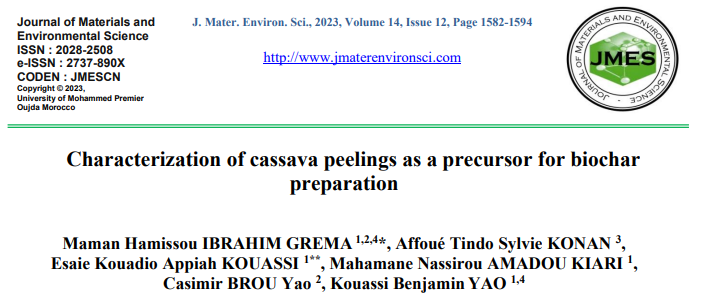 Journal of Materials and
Environmental Science
ISSN : 2028-2508
e-ISSN : 2737-890X
CODEN : JMESCN
Copyright © 2023,
University of Mohammed Premier
Oujda Morocco
J. Mater. Environ. Sci., 2023, Volume 14, Issue 12, Page 1582-1594
http://www.jmaterenvironsci.com
JOURNAL OF MATERIALS AND ENVIRONMENTAL SCIENCE
JMES
Characterization of cassava peelings as a precursor for biochar
preparation
Maman Hamissou IBRAHIM GREMA 1,2,4*, Affoué Tindo Sylvie KONAN 3,
Esaie Kouadio Appiah KOUASSI 1**, Mahamane Nassirou AMADOU KIARI 1,
Casimir BROU Yao 2, Kouassi Benjamin YAO 1,4